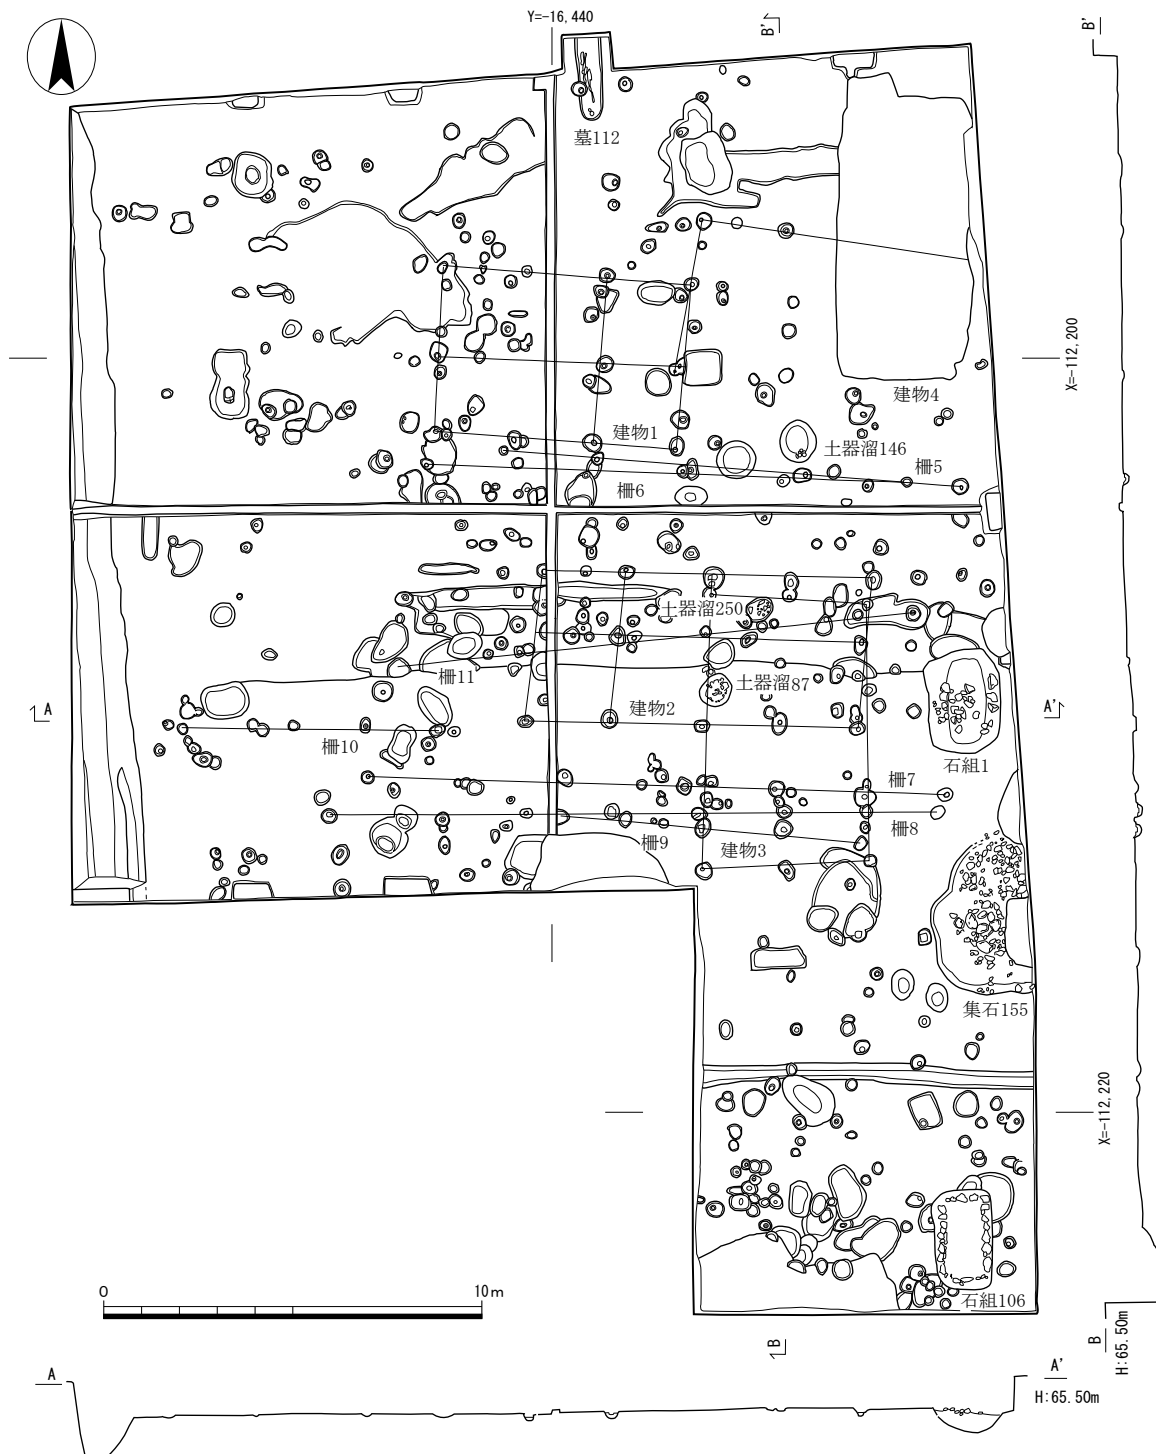 Y=-16,440
B'
B'
墓112
X=-112,200
建物4
建物1
土器溜146
柵5
柵6
土器溜250
柵11
土器溜87
A
建物2
A'
柵10
石組1
柵7
柵8
柵9
建物3
集石155
X=-112,220
0
10m
石組106
B
B
H:65.50m
A
A'
H:65.50m